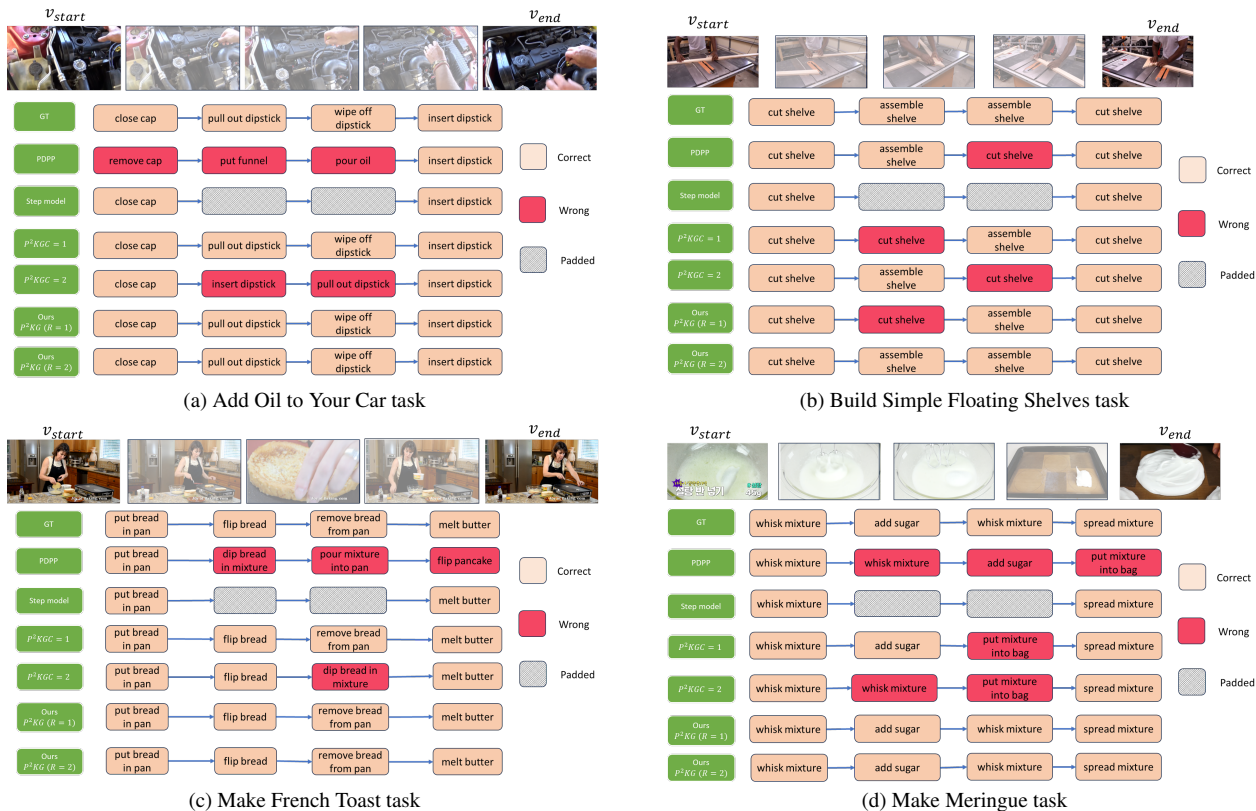 v_start
v_end
GT
close cap
pull out dipstick
wipe off dipstick
insert dipstick
PDPP
remove cap
put funnel
pour oil
insert dipstick
Step model
close cap
insert dipstick
P²KGC = 1
close cap
pull out dipstick
wipe off dipstick
insert dipstick
P²KGC = 2
close cap
insert dipstick
pull out dipstick
insert dipstick
Ours P²KG (R = 1)
close cap
pull out dipstick
wipe off dipstick
insert dipstick
Ours P²KG (R = 2)
close cap
pull out dipstick
wipe off dipstick
insert dipstick
Correct
Wrong
Padded
(a) Add Oil to Your Car task
v_start
v_end
GT
cut shelve
assemble shelve
assemble shelve
cut shelve
PDPP
cut shelve
assemble shelve
cut shelve
cut shelve
Step model
cut shelve
cut shelve
P²KGC = 1
cut shelve
cut shelve
assemble shelve
cut shelve
P²KGC = 2
cut shelve
assemble shelve
cut shelve
cut shelve
Ours P²KG (R = 1)
cut shelve
cut shelve
assemble shelve
cut shelve
Ours P²KG (R = 2)
cut shelve
assemble shelve
assemble shelve
cut shelve
Correct
Wrong
Padded
(b) Build Simple Floating Shelves task
v_start
v_end
GT
put bread in pan
flip bread
remove bread from pan
melt butter
PDPP
put bread in pan
dip bread in mixture
pour mixture into pan
flip pancake
Step model
put bread in pan
melt butter
P²KGC = 1
put bread in pan
flip bread
remove bread from pan
melt butter
P²KGC = 2
put bread in pan
flip bread
dip bread in mixture
melt butter
Ours P²KG (R = 1)
put bread in pan
flip bread
remove bread from pan
melt butter
Ours P²KG (R = 2)
put bread in pan
flip bread
remove bread from pan
melt butter
Correct
Wrong
Padded
(c) Make French Toast task
v_start
v_end
GT
whisk mixture
add sugar
whisk mixture
spread mixture
PDPP
whisk mixture
whisk mixture
add sugar
put mixture into bag
Step model
whisk mixture
spread mixture
P²KGC = 1
whisk mixture
add sugar
put mixture into bag
spread mixture
P²KGC = 2
whisk mixture
whisk mixture
put mixture into bag
spread mixture
Ours P²KG (R = 1)
whisk mixture
add sugar
whisk mixture
spread mixture
Ours P²KG (R = 2)
whisk mixture
add sugar
whisk mixture
spread mixture
Correct
Wrong
Padded
(d) Make Meringue task